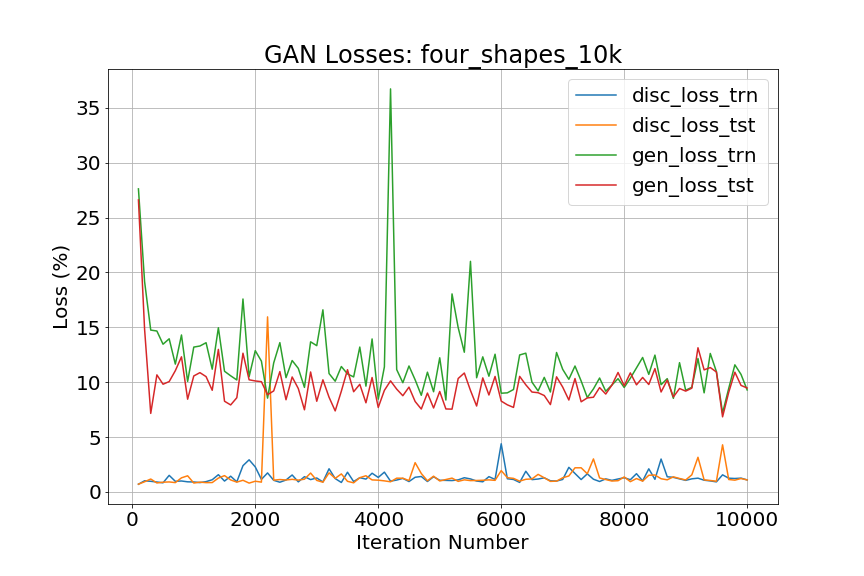 GAN Losses: four_shapes_10k
disc_loss_trn
disc_loss_tst
gen_loss_trn
gen_loss_tst
Loss (%)
35
30
25
20
15
10
5
0
0 2000 4000 6000 8000 10000
Iteration Number